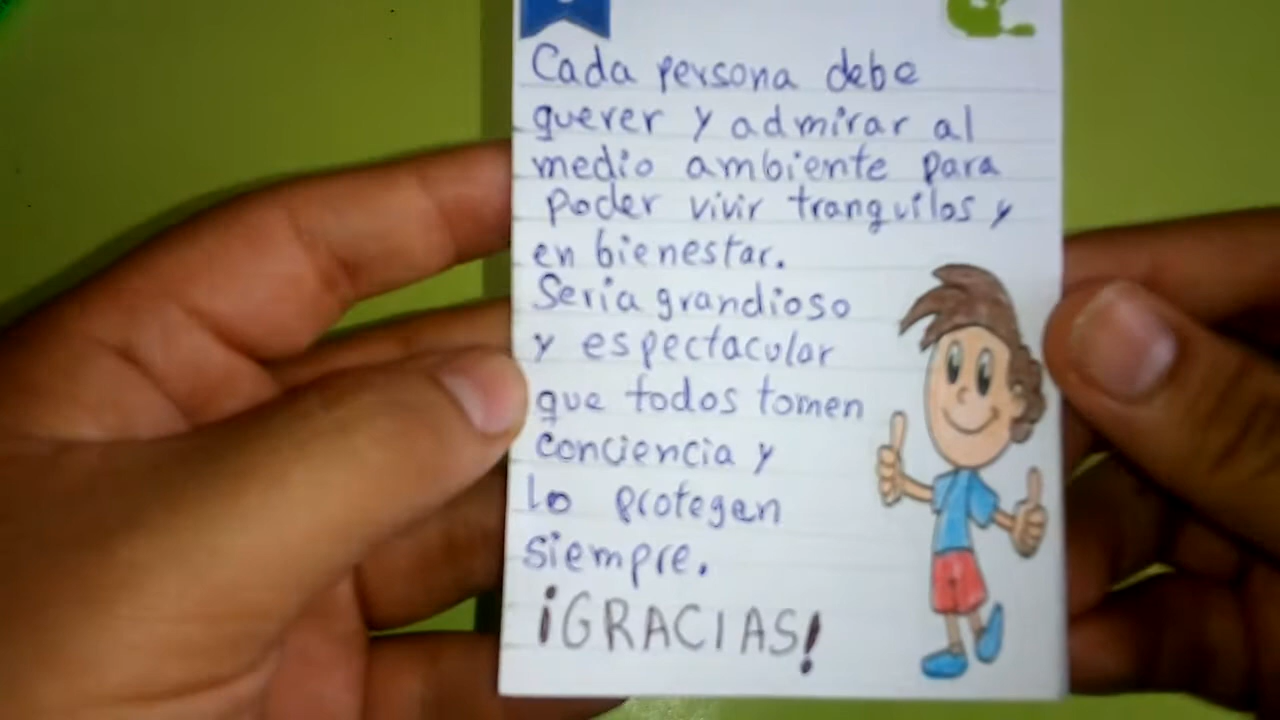 Cada persona debe
querer y admirar al
medio ambiente para
poder vivir tranquilos y
en bienestar.
Seria grandioso
y espectacular
que todos tomen
conciencia y
lo protegen
siempre.
¡GRACIAS!